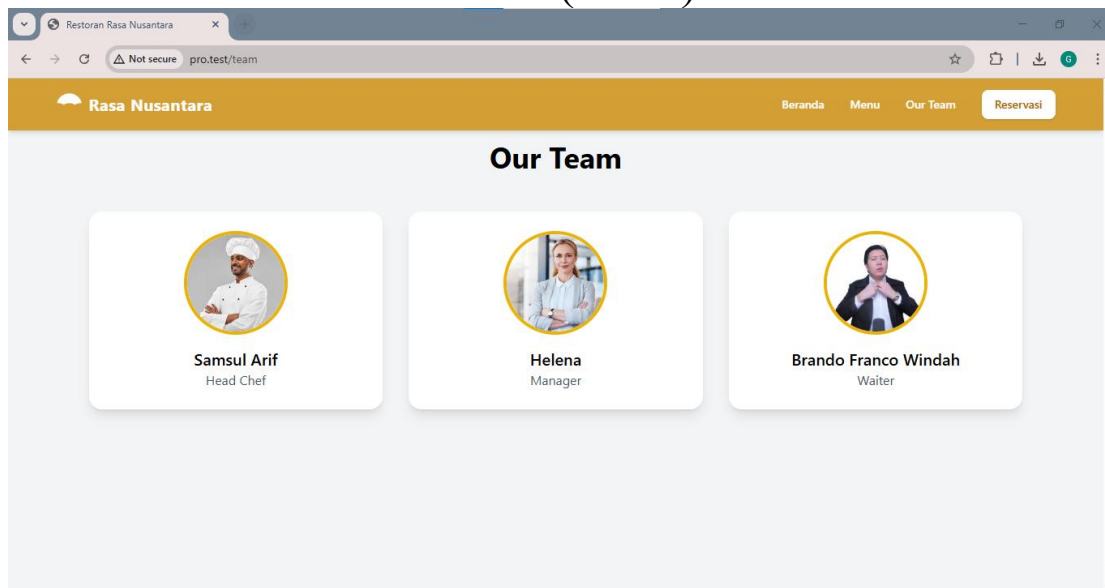 Restoran Rasa Nusantara
Not secure pro.test/team
G
Rasa Nusantara
Beranda Menu Our Team Reservasi
Our Team
Samsul Arif
Head Chef
Helena
Manager
Brando Franco Windah
Waiter